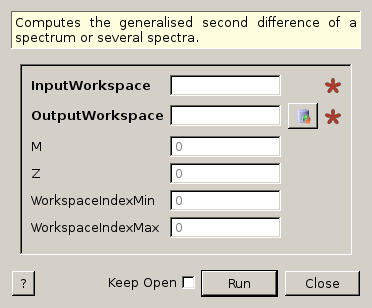 Computes the generalised second difference of a
spectrum or several spectra.
InputWorkspace
OutputWorkspace
M 0
Z 0
WorkspaceIndexMin 0
WorkspaceIndexMax 0
? Keep Open Run Close